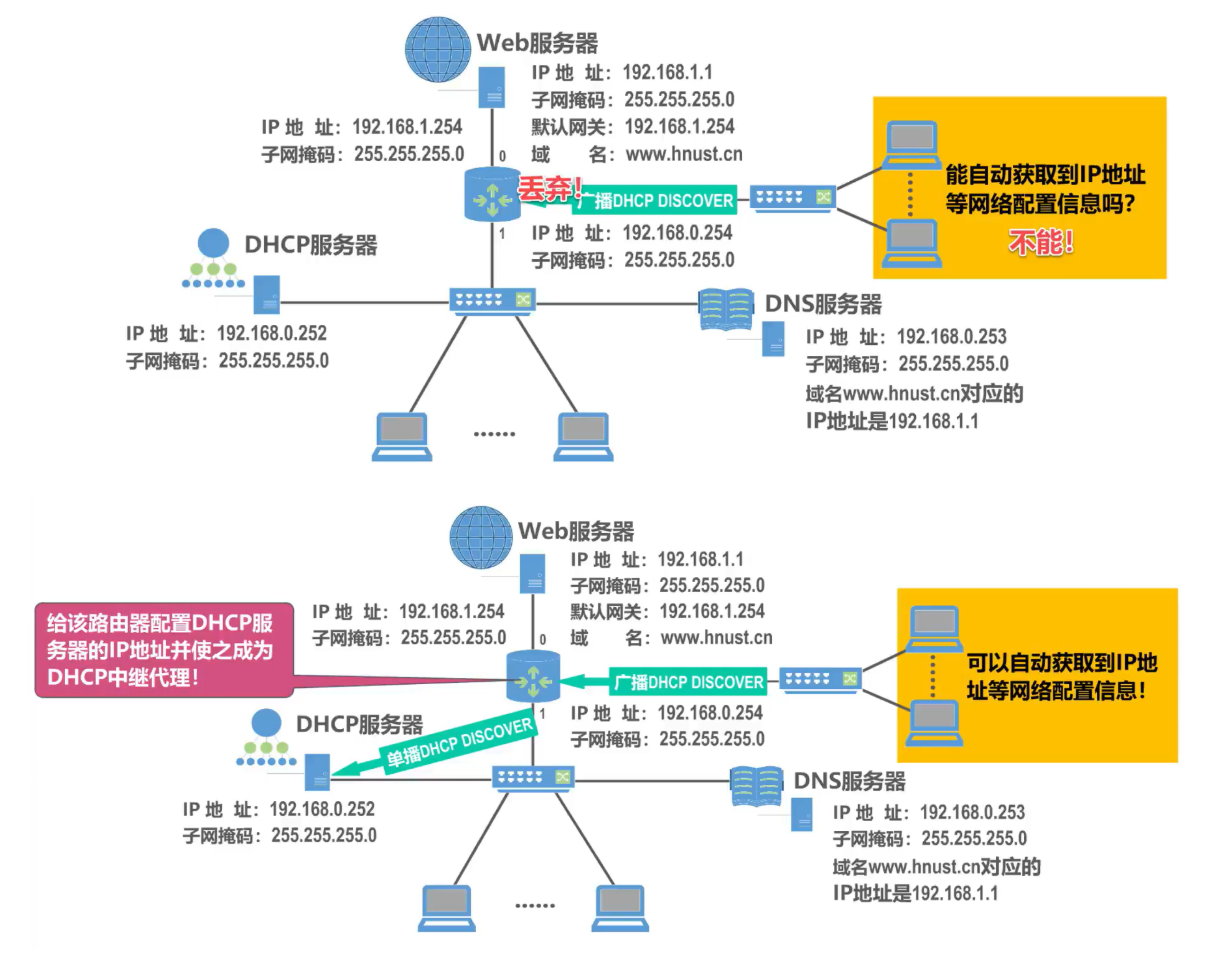 Web服务器
IP 地 址：192.168.1.1
子网掩码：255.255.255.0
默认网关：192.168.1.254
域 名：www.hnust.cn
IP 地 址：192.168.1.254
子网掩码：255.255.255.0
0
丢弃！
广播DHCP DISCOVER
能自动获取到IP地址
等网络配置信息吗？
不能！
1
IP 地 址：192.168.0.254
子网掩码：255.255.255.0
DHCP服务器
IP 地 址：192.168.0.252
子网掩码：255.255.255.0
DNS服务器
IP 地 址：192.168.0.253
子网掩码：255.255.255.0
域名www.hnust.cn对应的
IP地址是192.168.1.1
······
Web服务器
IP 地 址：192.168.1.1
子网掩码：255.255.255.0
默认网关：192.168.1.254
域 名：www.hnust.cn
IP 地 址：192.168.1.254
子网掩码：255.255.255.0
0
给该路由器配置DHCP服
务器的IP地址并使之成为
DHCP中继代理！
广播DHCP DISCOVER
可以自动获取到IP地
址等网络配置信息！
1
IP 地 址：192.168.0.254
子网掩码：255.255.255.0
DHCP服务器
单播DHCP DISCOVER
IP 地 址：192.168.0.252
子网掩码：255.255.255.0
DNS服务器
IP 地 址：192.168.0.253
子网掩码：255.255.255.0
域名www.hnust.cn对应的
IP地址是192.168.1.1
······